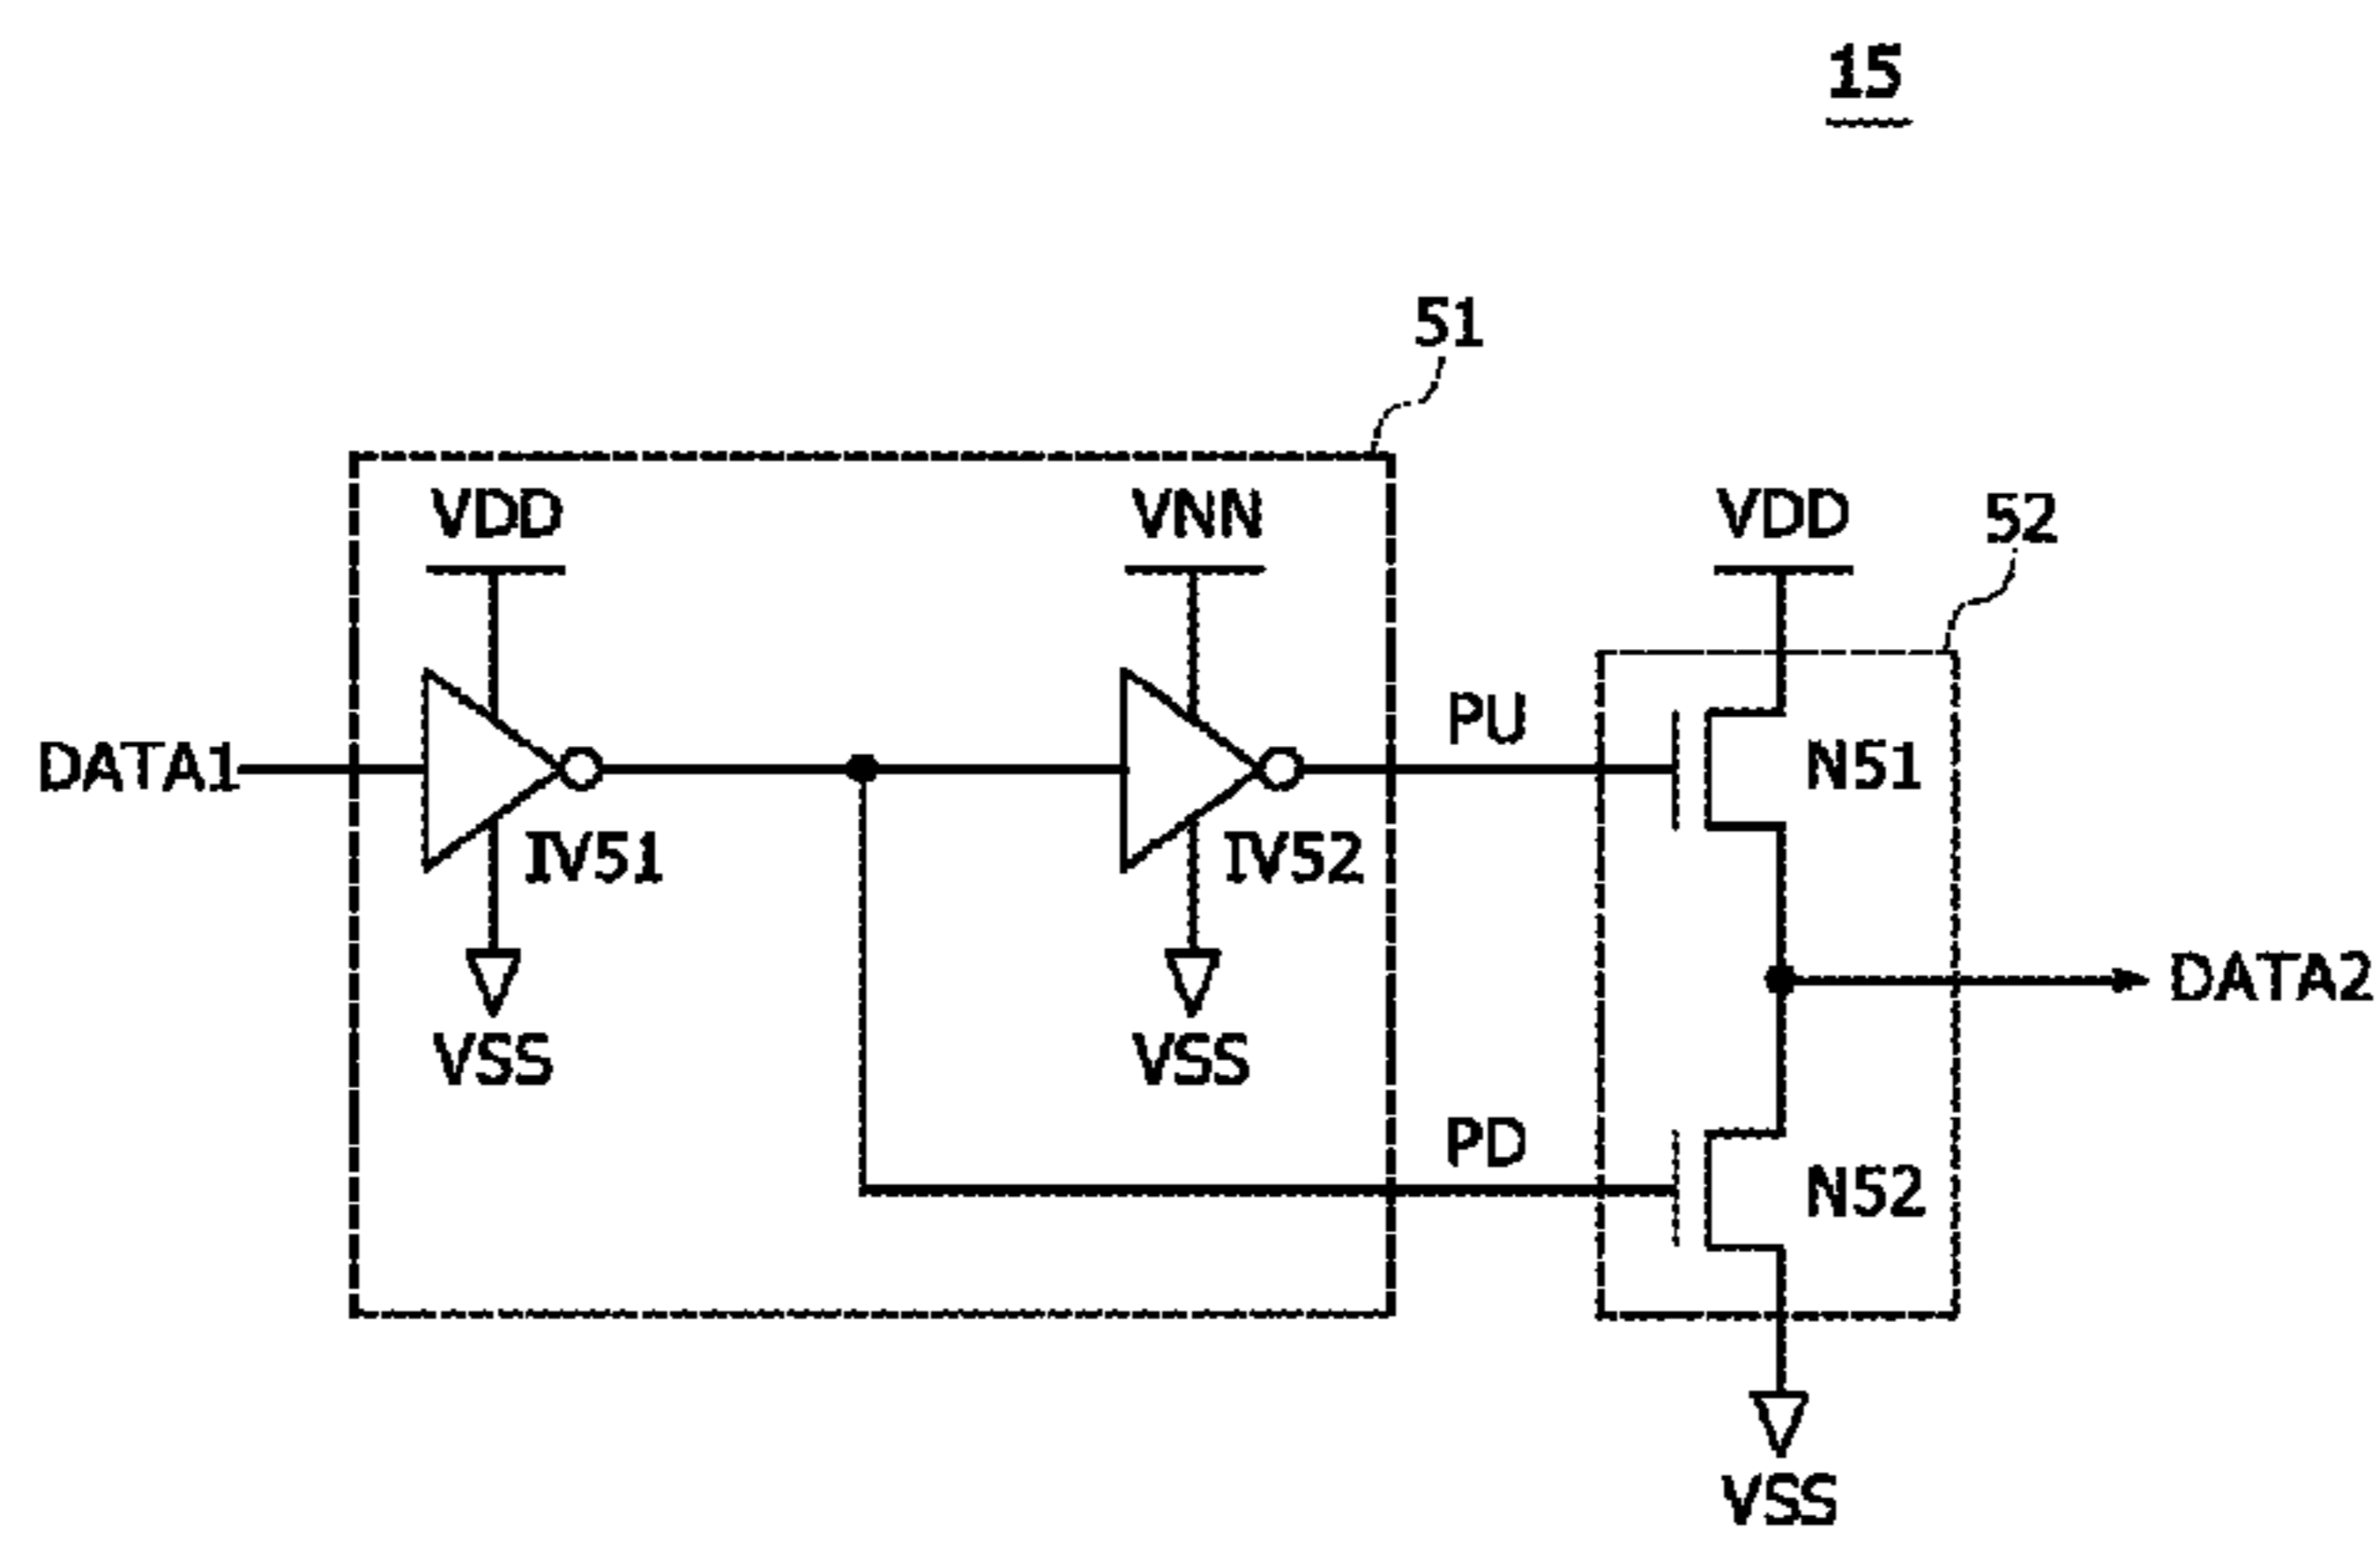 15
51
VDD
VNN
VDD
52
PU
DATA1
N51
IV51
IV52
DATA2
VSS
VSS
PD
N52
VSS